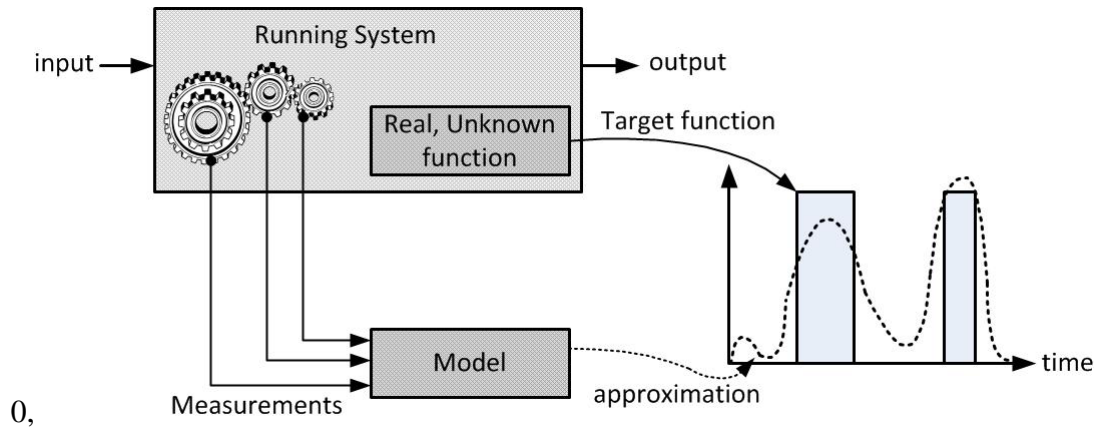 Running System
input
output
Real, Unknown
function
Target function
Model
time
approximation
Measurements
0,